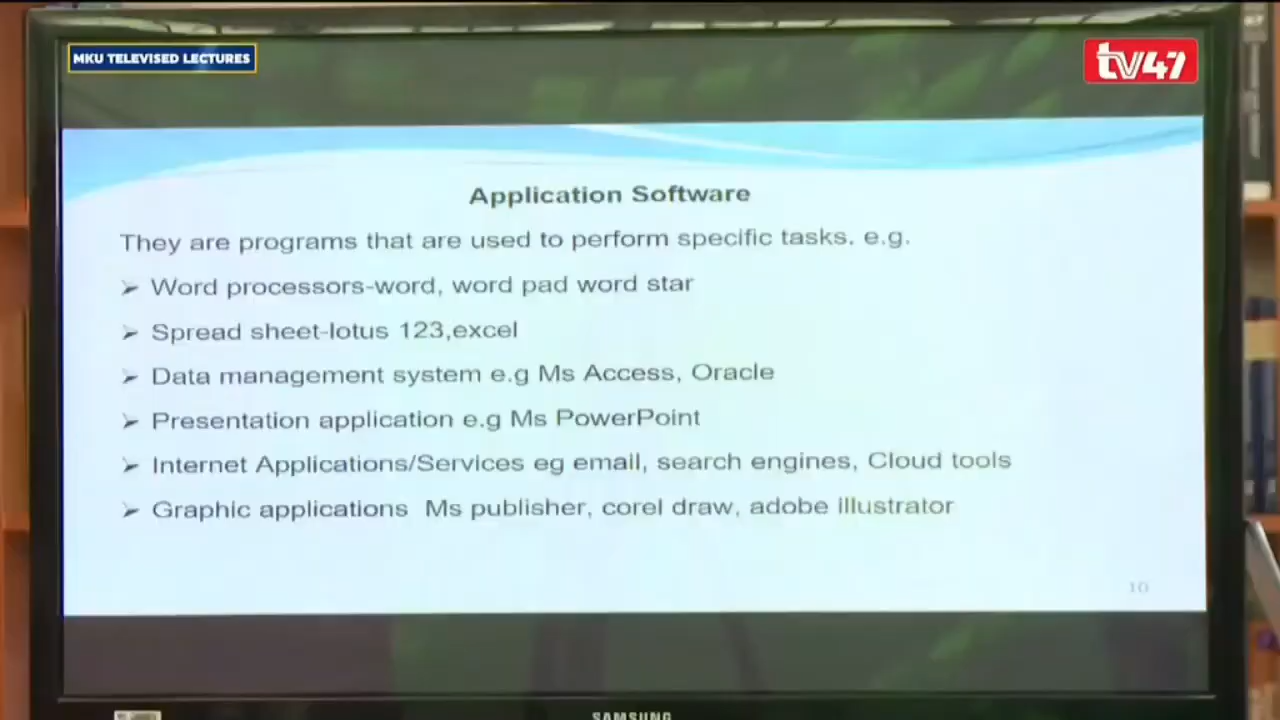 MKU TELEVISED LECTURES
tv47
Application Software
They are programs that are used to perform specific tasks. e.g.
➢ Word processors-word, word pad word star
➢ Spread sheet-lotus 123,excel
➢ Data management system e.g Ms Access, Oracle
➢ Presentation application e.g Ms PowerPoint
➢ Internet Applications/Services eg email, search engines, Cloud tools
➢ Graphic applications  Ms publisher, corel draw, adobe illustrator
10
SAMSUNG